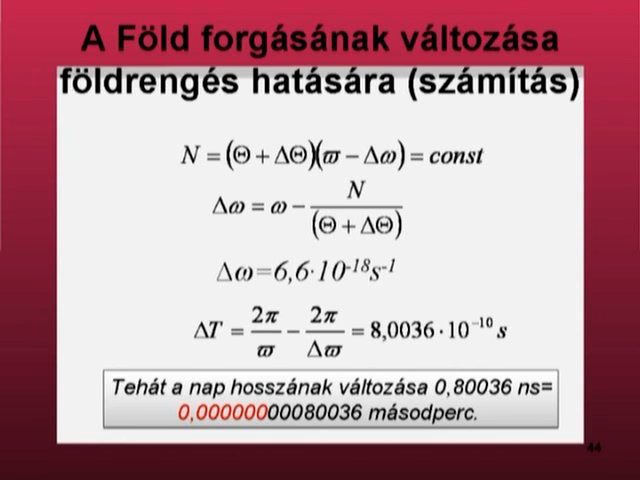 A Föld forgásának változása
földrengés hatására (számítás)
N = (Θ + ΔΘ)(ϖ − Δω) = const
Δω = ω − N / (Θ + ΔΘ)
Δω=6,6·10⁻¹⁸s⁻¹
ΔT = 2π/ϖ − 2π/Δϖ = 8,0036·10⁻¹⁰ s
Tehát a nap hosszának változása 0,80036 ns=
0,00000000080036 másodperc.
44